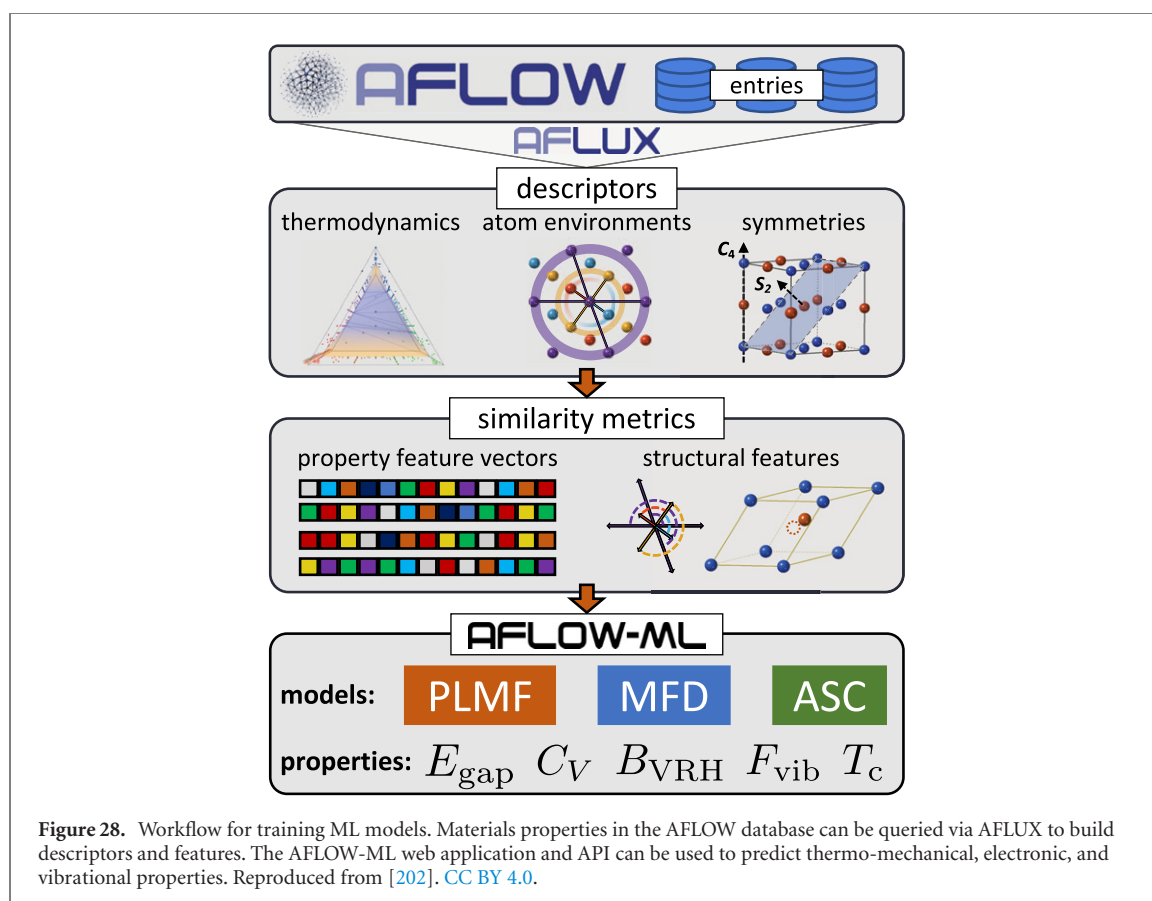 AFLOW
entries
AFLUX
descriptors
thermodynamics atom environments symmetries
C4
S2
similarity metrics
property feature vectors structural features
AFLOW-ML
models: PLMF MFD ASC
properties: Egap CV BVRH Fvib Tc
Figure 28. Workflow for training ML models. Materials properties in the AFLOW database can be queried via AFLUX to build
descriptors and features. The AFLOW-ML web application and API can be used to predict thermo-mechanical, electronic, and
vibrational properties. Reproduced from [202]. CC BY 4.0.